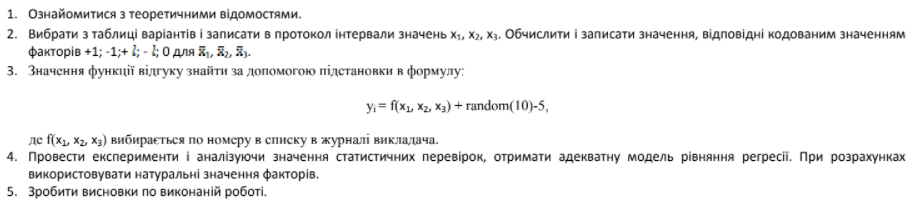 1. Ознайомитися з теоретичними відомостями.
2. Вибрати з таблиці варіантів і записати в протокол інтервали значень x₁, x₂, x₃. Обчислити і записати значення, відповідні кодованим значенням
факторів +1; -1;+ l; - l; 0 для x̄₁, x̄₂, x̄₃.
3. Значення функції відгуку знайти за допомогою підстановки в формулу:
yᵢ = f(x₁, x₂, x₃) + random(10)-5,
де f(x₁, x₂, x₃) вибирається по номеру в списку в журналі викладача.
4. Провести експерименти і аналізуючи значення статистичних перевірок, отримати адекватну модель рівняння регресії. При розрахунках
використовувати натуральні значення факторів.
5. Зробити висновки по виконаній роботі.